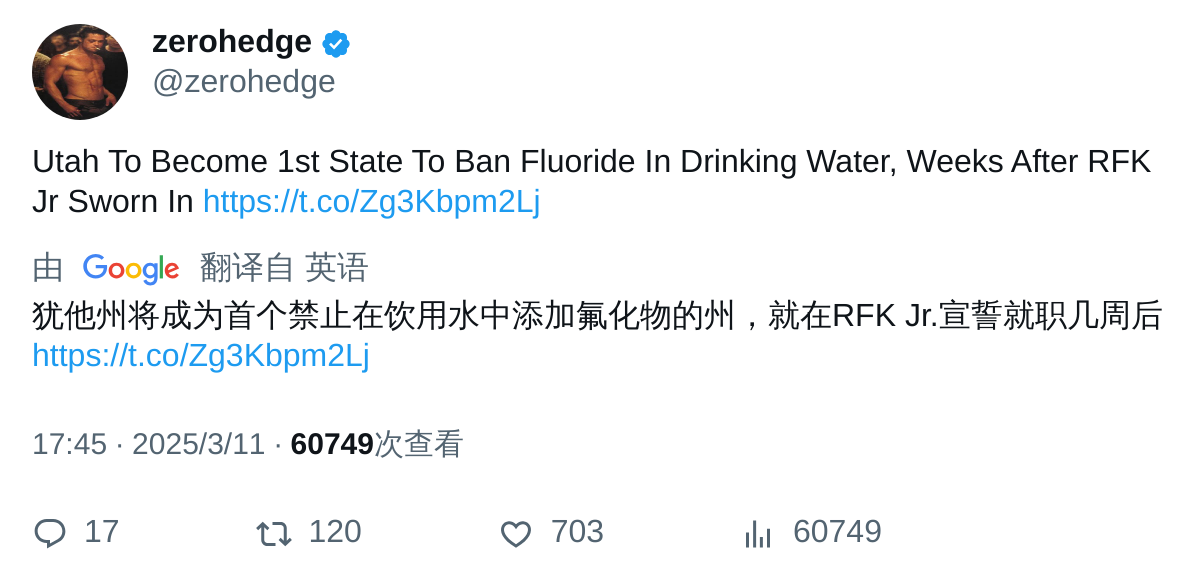 zerohedge
@zerohedge
Utah To Become 1st State To Ban Fluoride In Drinking Water, Weeks After RFK
Jr Sworn In https://t.co/Zg3Kbpm2Lj
由 Google 翻译自 英语
犹他州将成为首个禁止在饮用水中添加氟化物的州，就在RFK Jr.宣誓就职几周后
https://t.co/Zg3Kbpm2Lj
17:45 · 2025/3/11 · 60749次查看
17 120 703 60749